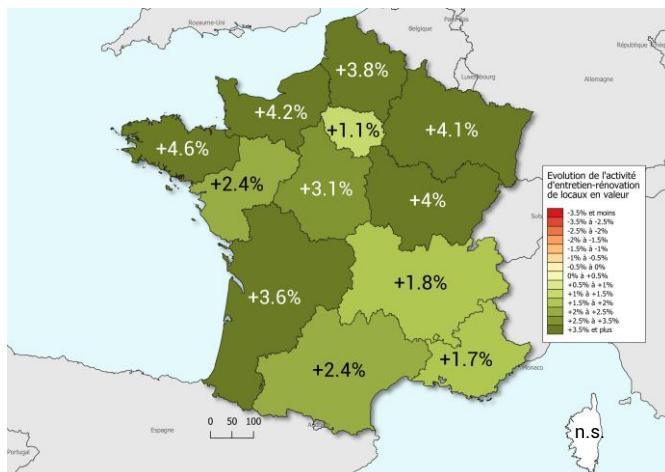 Royaume-Uni
Belgique
Luxembourg
Allemagne
+3.8%
+4.2%
+1.1%
+4.1%
+4.6%
+2.4%
+3.1%
+4%
+3.6%
+1.8%
+2.4%
+1.7%
Monaco
n.s.
Espagne
Portugal
0 50 100
Evolution de l'activité
d'entretien-rénovation
de locaux en valeur
-3.5% et moins
-3.5% à -2.5%
-2.5% à -2%
-2% à -1.5%
-1.5% à -1%
-1% à -0.5%
-0.5% à 0%
0% à +0.5%
+0.5% à +1%
+1% à +1.5%
+1.5% à +2%
+2% à +2.5%
+2.5% à +3.5%
+3.5% et plus